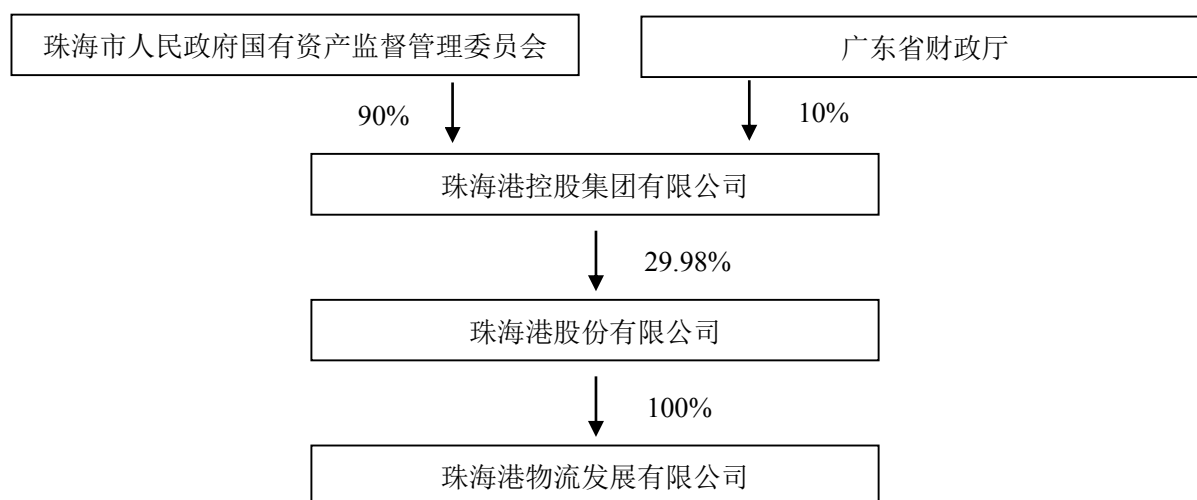 珠海市人民政府国有资产监督管理委员会
广东省财政厅
90%
10%
珠海港控股集团有限公司
29.98%
珠海港股份有限公司
100%
珠海港物流发展有限公司